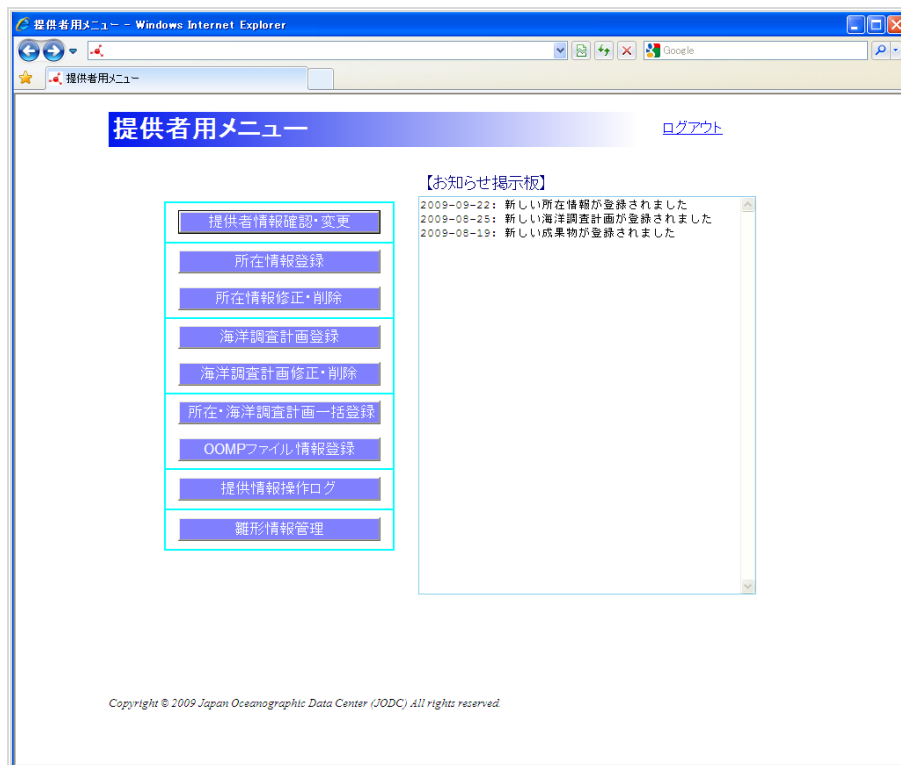 提供者用メニュー - Windows Internet Explorer
Google
提供者用メニュー
提供者用メニュー
ログアウト
【お知らせ掲示板】
2009-09-22: 新しい所在情報が登録されました
2009-08-25: 新しい海洋調査計画が登録されました
2009-08-19: 新しい成果物が登録されました
提供者情報確認・変更
所在情報登録
所在情報修正・削除
海洋調査計画登録
海洋調査計画修正・削除
所在・海洋調査計画一括登録
OOMPファイル情報登録
提供情報操作ログ
雛形情報管理
Copyright © 2009 Japan Oceanographic Data Center (JODC) All rights reserved.